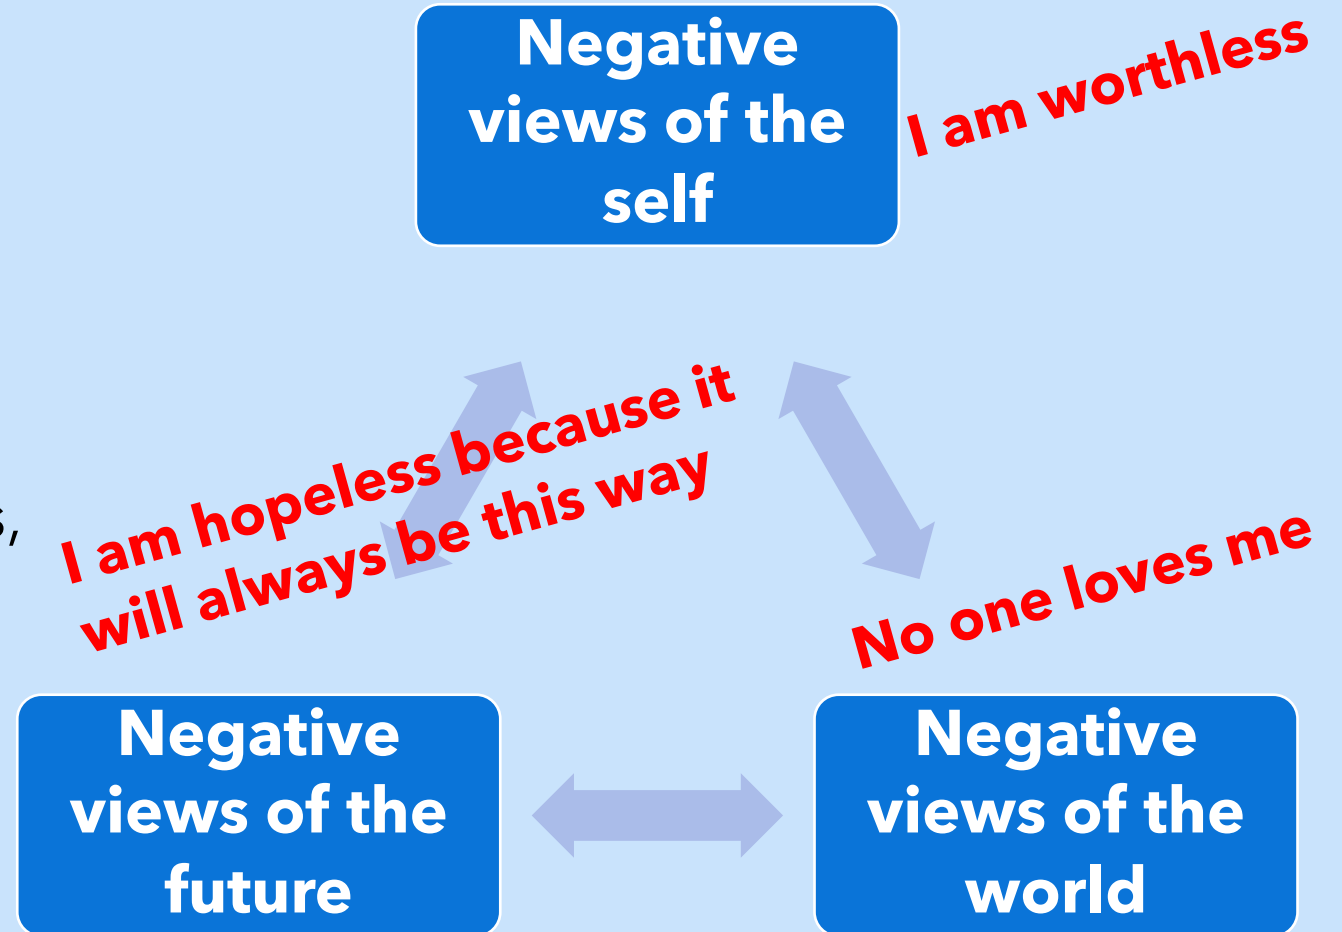 Negative
views of the
self
I am worthless
I am hopeless because it
will always be this way
s,
No one loves me
Negative
views of the
future
Negative
views of the
world